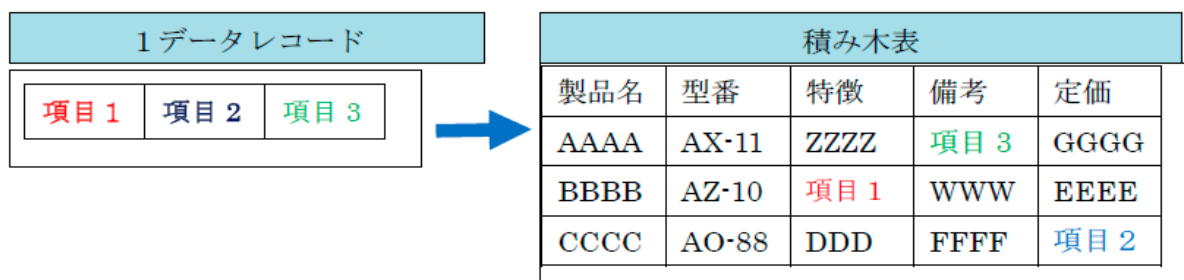 1データレコード
項目1 項目2 項目3
積み木表
製品名 型番 特徴 備考 定価
AAAA AX-11 ZZZZ 項目3 GGGG
BBBB AZ-10 項目1 WWW EEEE
CCCC AO-88 DDD FFFF 項目2